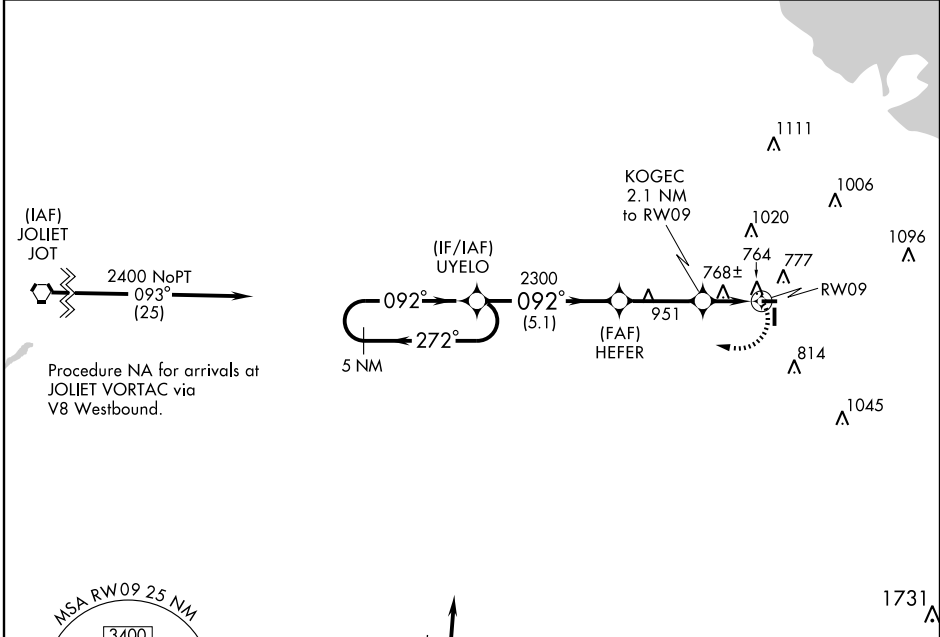 1111
1006
1020
1096
764
777
768±
RW09
KOGEC
2.1 NM
to RW09
(IAF)
JOLIET
JOT
2400 NoPT
093°
(25)
(IF/IAF)
UYELO
092°
2300
092°
(5.1)
951
272°
5 NM
(FAF)
HEFER
814
1045
Procedure NA for arrivals at
JOLIET VORTAC via
V8 Westbound.
MSA RW09 25 NM
3400
1731